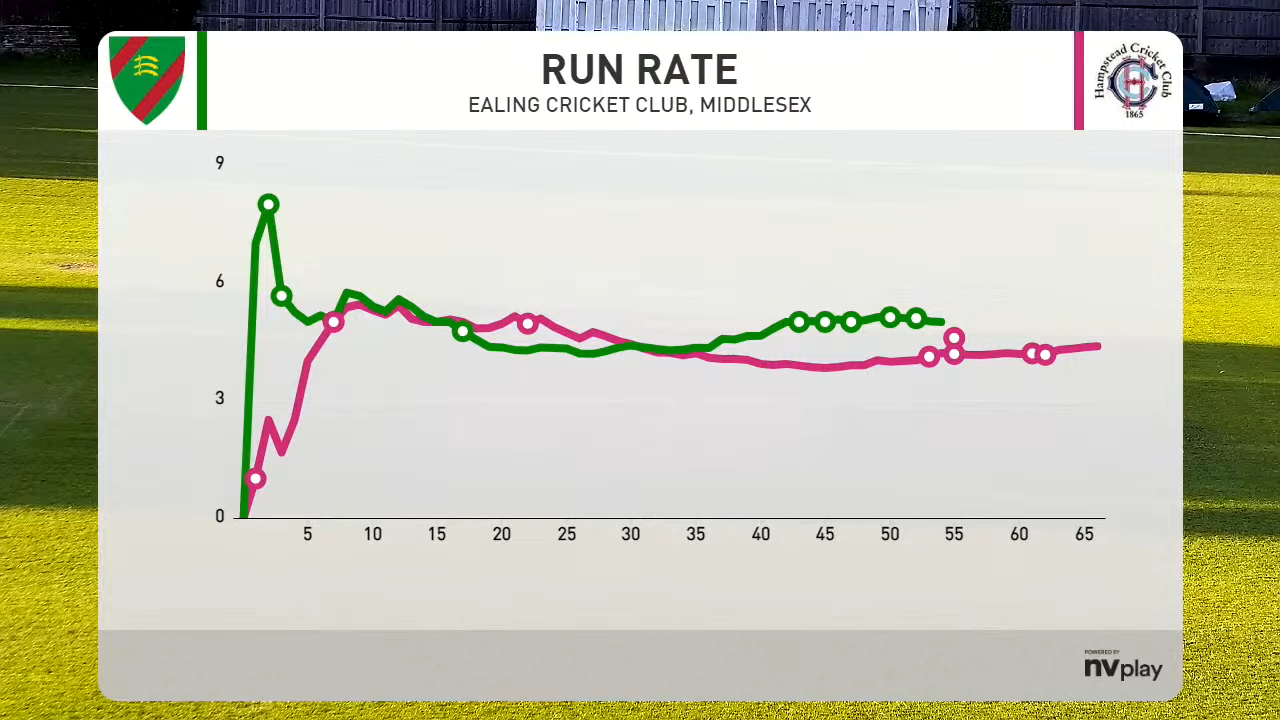 RUN RATE
EALING CRICKET CLUB, MIDDLESEX
Hampstead Cricket Club
1865
9
6
3
0
5 10 15 20 25 30 35 40 45 50 55 60 65
POWERED BY
nvplay